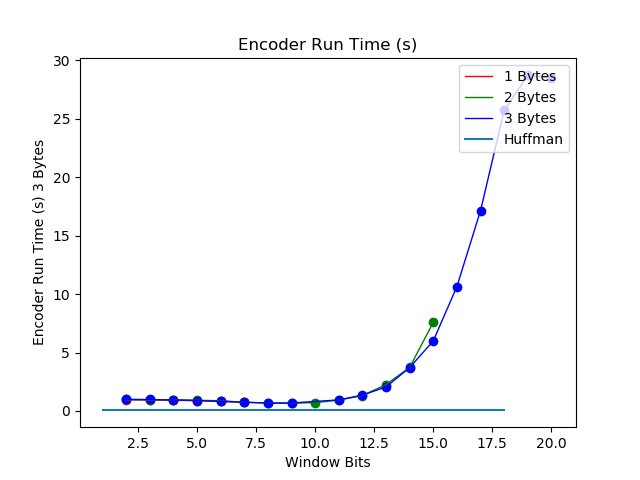 Encoder Run Time (s)
30
25
20
15
10
5
0
Encoder Run Time (s) 3 Bytes
1 Bytes
2 Bytes
3 Bytes
Huffman
2.5 5.0 7.5 10.0 12.5 15.0 17.5 20.0
Window Bits